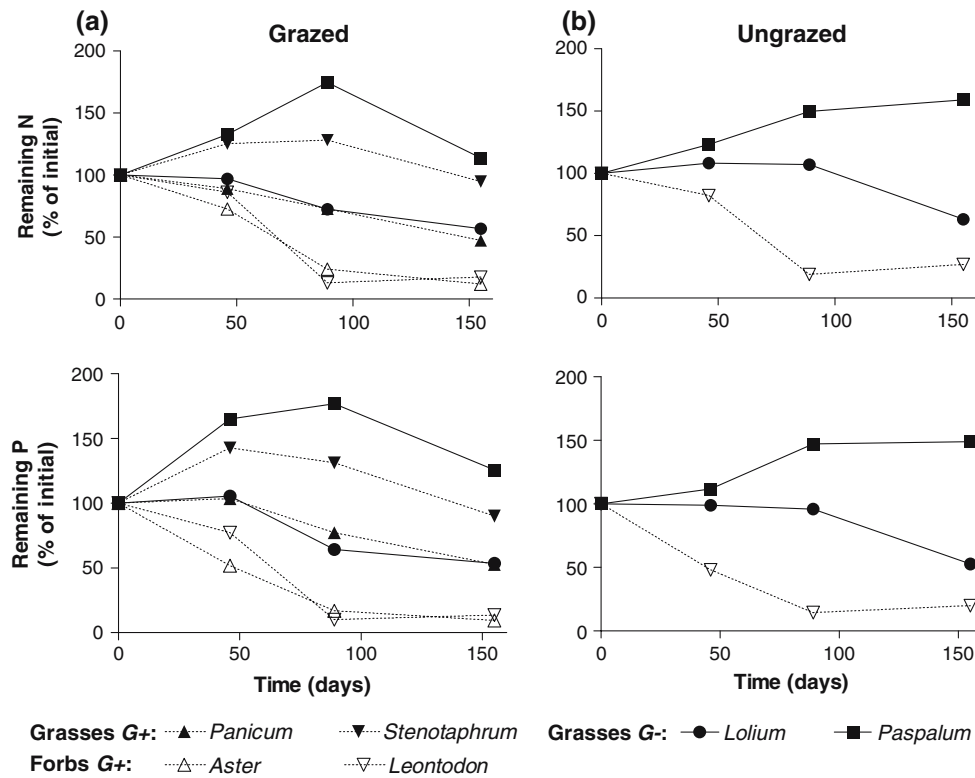 (a) Grazed
(b) Ungrazed
Remaining N
(% of initial)
200
150
100
50
0
0 50 100 150
200
150
100
50
0
0 50 100 150
Remaining P
(% of initial)
200
150
100
50
0
0 50 100 150
Time (days)
200
150
100
50
0
0 50 100 150
Time (days)
Grasses G+: Panicum Stenotaphrum Grasses G-: Lolium Paspalum
Forbs G+: Aster Leontodon